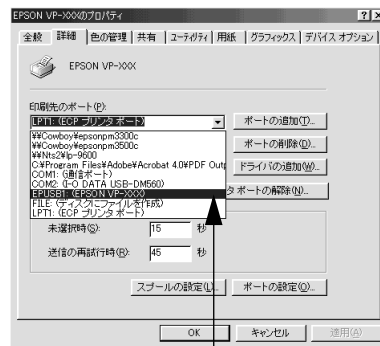 EPSON VP-XXXのプロパティ
全般 詳細 色の管理 共有 ユーティリティ 用紙 グラフィックス デバイス オプション
EPSON VP-XXX
印刷先のポート(P):
LPT1: (ECP プリンタ ポート)
ポートの追加(T)...
¥¥Cowboy¥epsonpm3300c
¥¥Cowboy¥epsonpm3500c
ポートの削除(D)...
¥¥Nts2¥lp-9600
C:¥Program Files¥Adobe¥Acrobat 4.0¥PDF Outp
ドライバの追加(W)...
COM1: (通信ポート)
COM2: (I-O DATA USB-DM560)
EPUSB1: (EPSON VP-XXX)
タ ポートの解除(N)...
FILE: (ディスクにファイルを作成)
LPT1: (ECP プリンタ ポート)
未選択時(S): 15 秒
送信の再試行時(R): 45 秒
スプールの設定(L)... ポートの設定(O)...
OK キャンセル 適用(A)